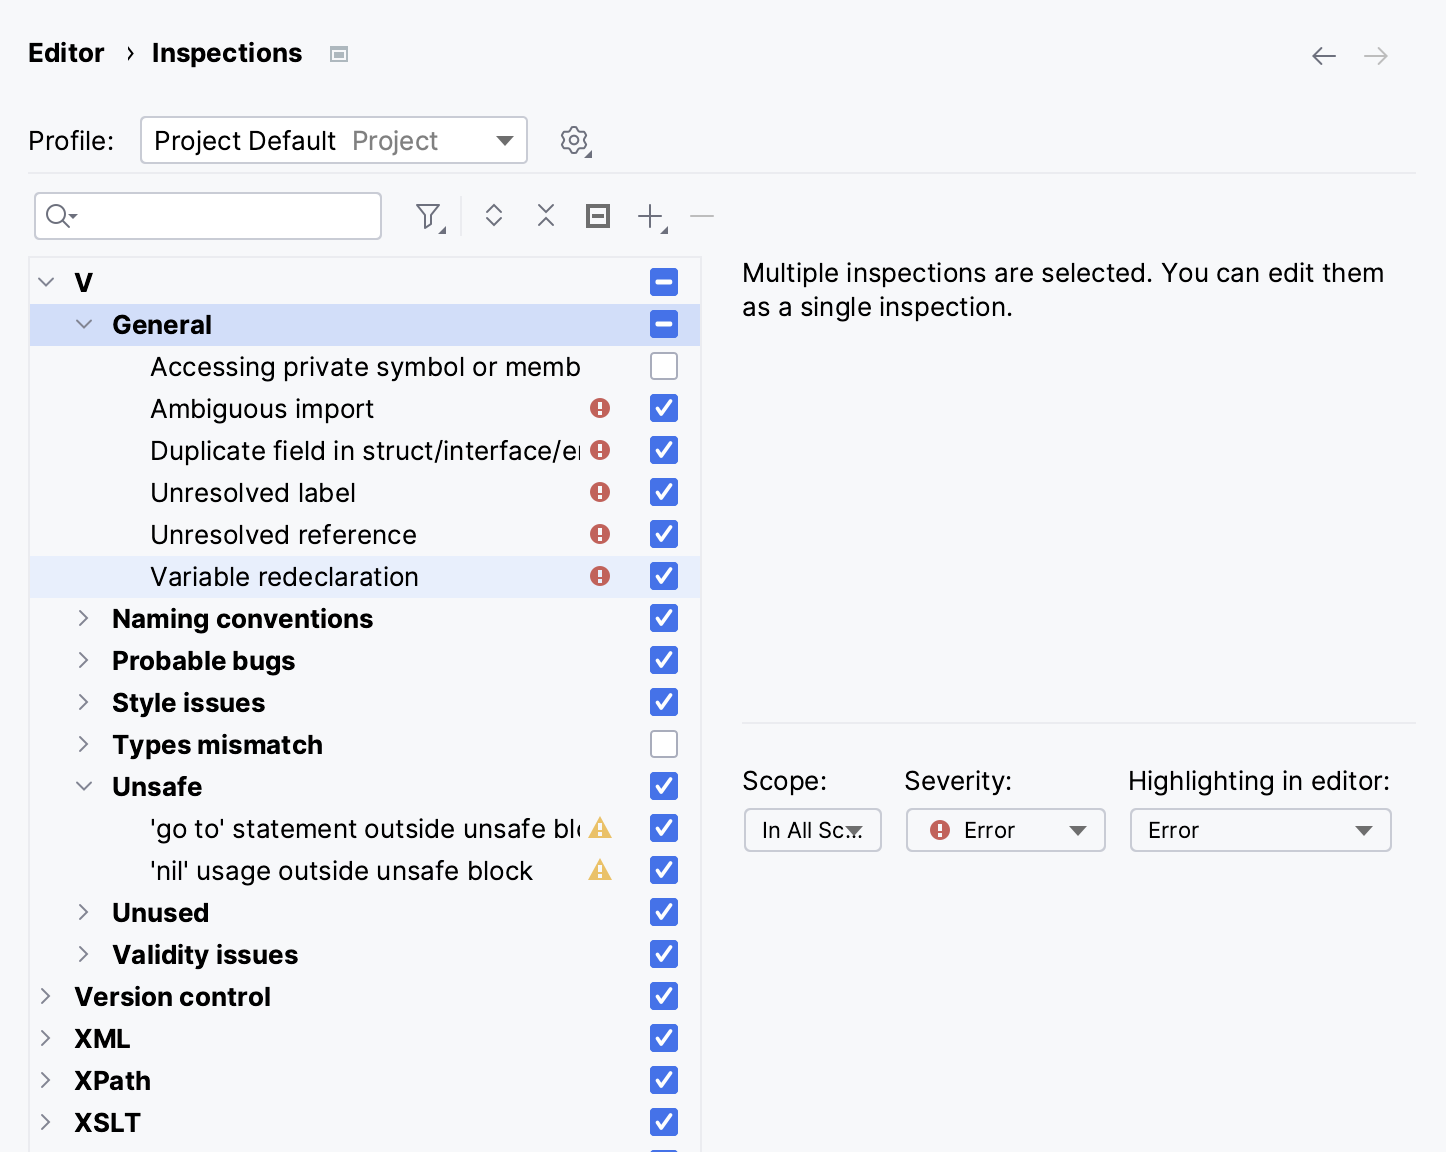 Editor › Inspections
Profile: Project Default Project
V
General
Accessing private symbol or memb
Ambiguous import
Duplicate field in struct/interface/e
Unresolved label
Unresolved reference
Variable redeclaration
Naming conventions
Probable bugs
Style issues
Types mismatch
Unsafe
'go to' statement outside unsafe bl
'nil' usage outside unsafe block
Unused
Validity issues
Version control
XML
XPath
XSLT
Multiple inspections are selected. You can edit them
as a single inspection.
Scope: Severity: Highlighting in editor:
In All Sc... Error Error